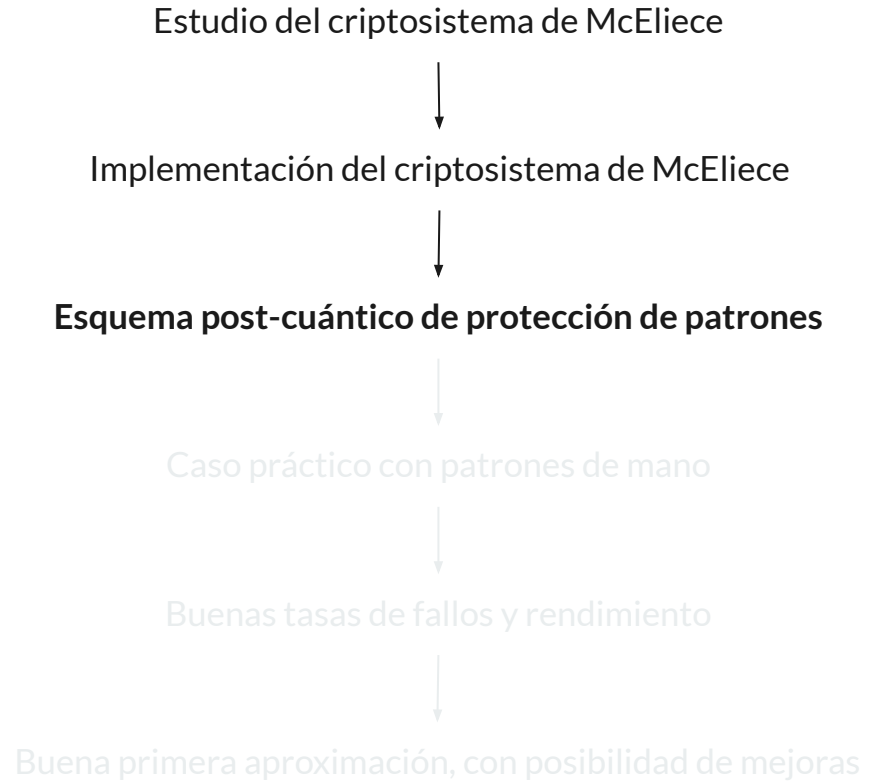 Estudio del criptosistema de McEliece
Implementación del criptosistema de McEliece
Esquema post-cuántico de protección de patrones
Caso práctico con patrones de mano
Buenas tasas de fallos y rendimiento
Buena primera aproximación, con posibilidad de mejoras